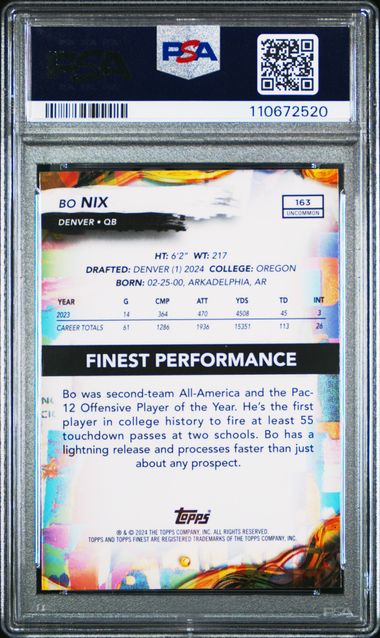 PSA
PSA
110672520
BO NIX
DENVER • QB
163
UNCOMMON
HT: 6'2" WT: 217
DRAFTED: DENVER (1) 2024 COLLEGE: OREGON
BORN: 02-25-00, ARKADELPHIA, AR
YEAR G CMP ATT YDS TD INT
2023 14 364 470 4508 45 3
CAREER TOTALS 61 1286 1936 15351 113 26
FINEST PERFORMANCE
Bo was second-team All-America and the Pac-
12 Offensive Player of the Year. He's the first
player in college history to fire at least 55
touchdown passes at two schools. Bo has a
lightning release and processes faster than just
about any prospect.
Topps
® & © 2024 THE TOPPS COMPANY, INC. ALL RIGHTS RESERVED.
TOPPS AND TOPPS FINEST ARE REGISTERED TRADEMARKS OF THE TOPPS COMPANY, INC.
PSA